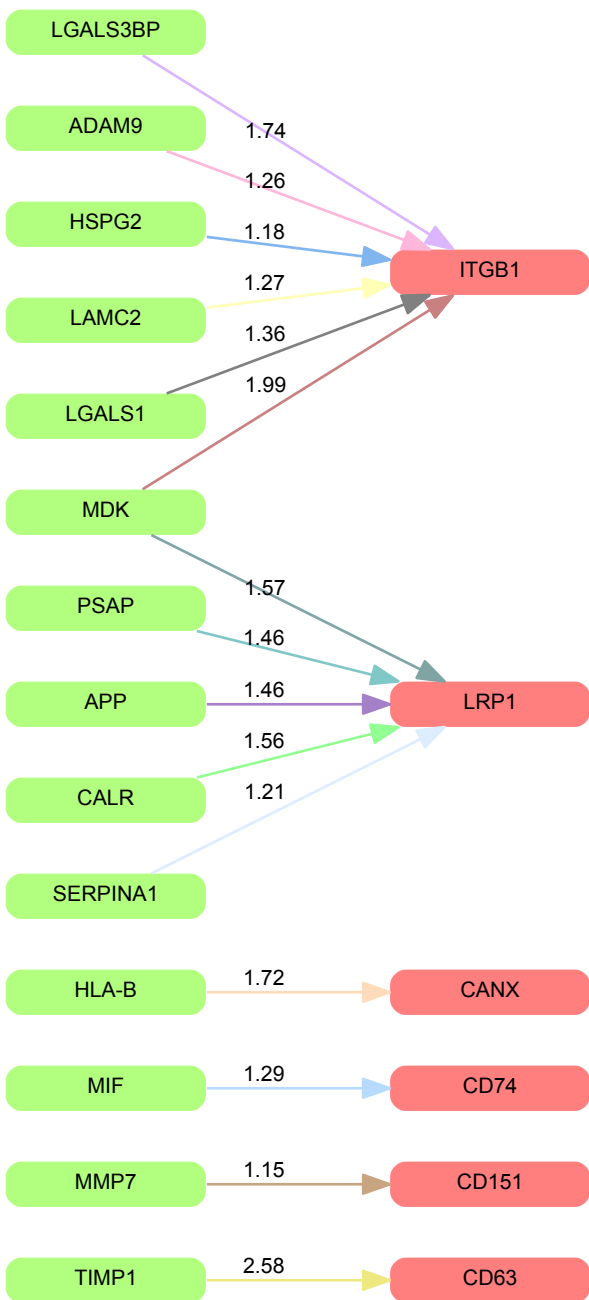 LGALS3BP
ADAM9
1.74
1.26
HSPG2
1.18
ITGB1
LAMC2
1.27
1.36
1.99
LGALS1
MDK
1.57
PSAP
1.46
APP
1.46
LRP1
1.56
CALR
1.21
SERPINA1
HLA-B
1.72
CANX
MIF
1.29
CD74
MMP7
1.15
CD151
TIMP1
2.58
CD63